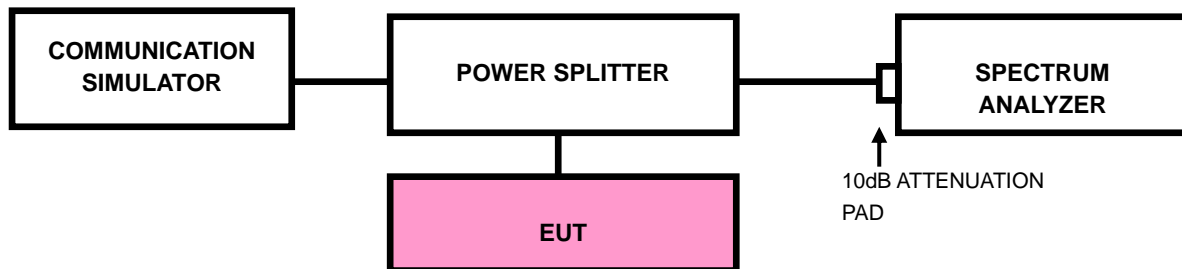 COMMUNICATION
SIMULATOR
POWER SPLITTER
SPECTRUM
ANALYZER
10dB ATTENUATION
PAD
EUT